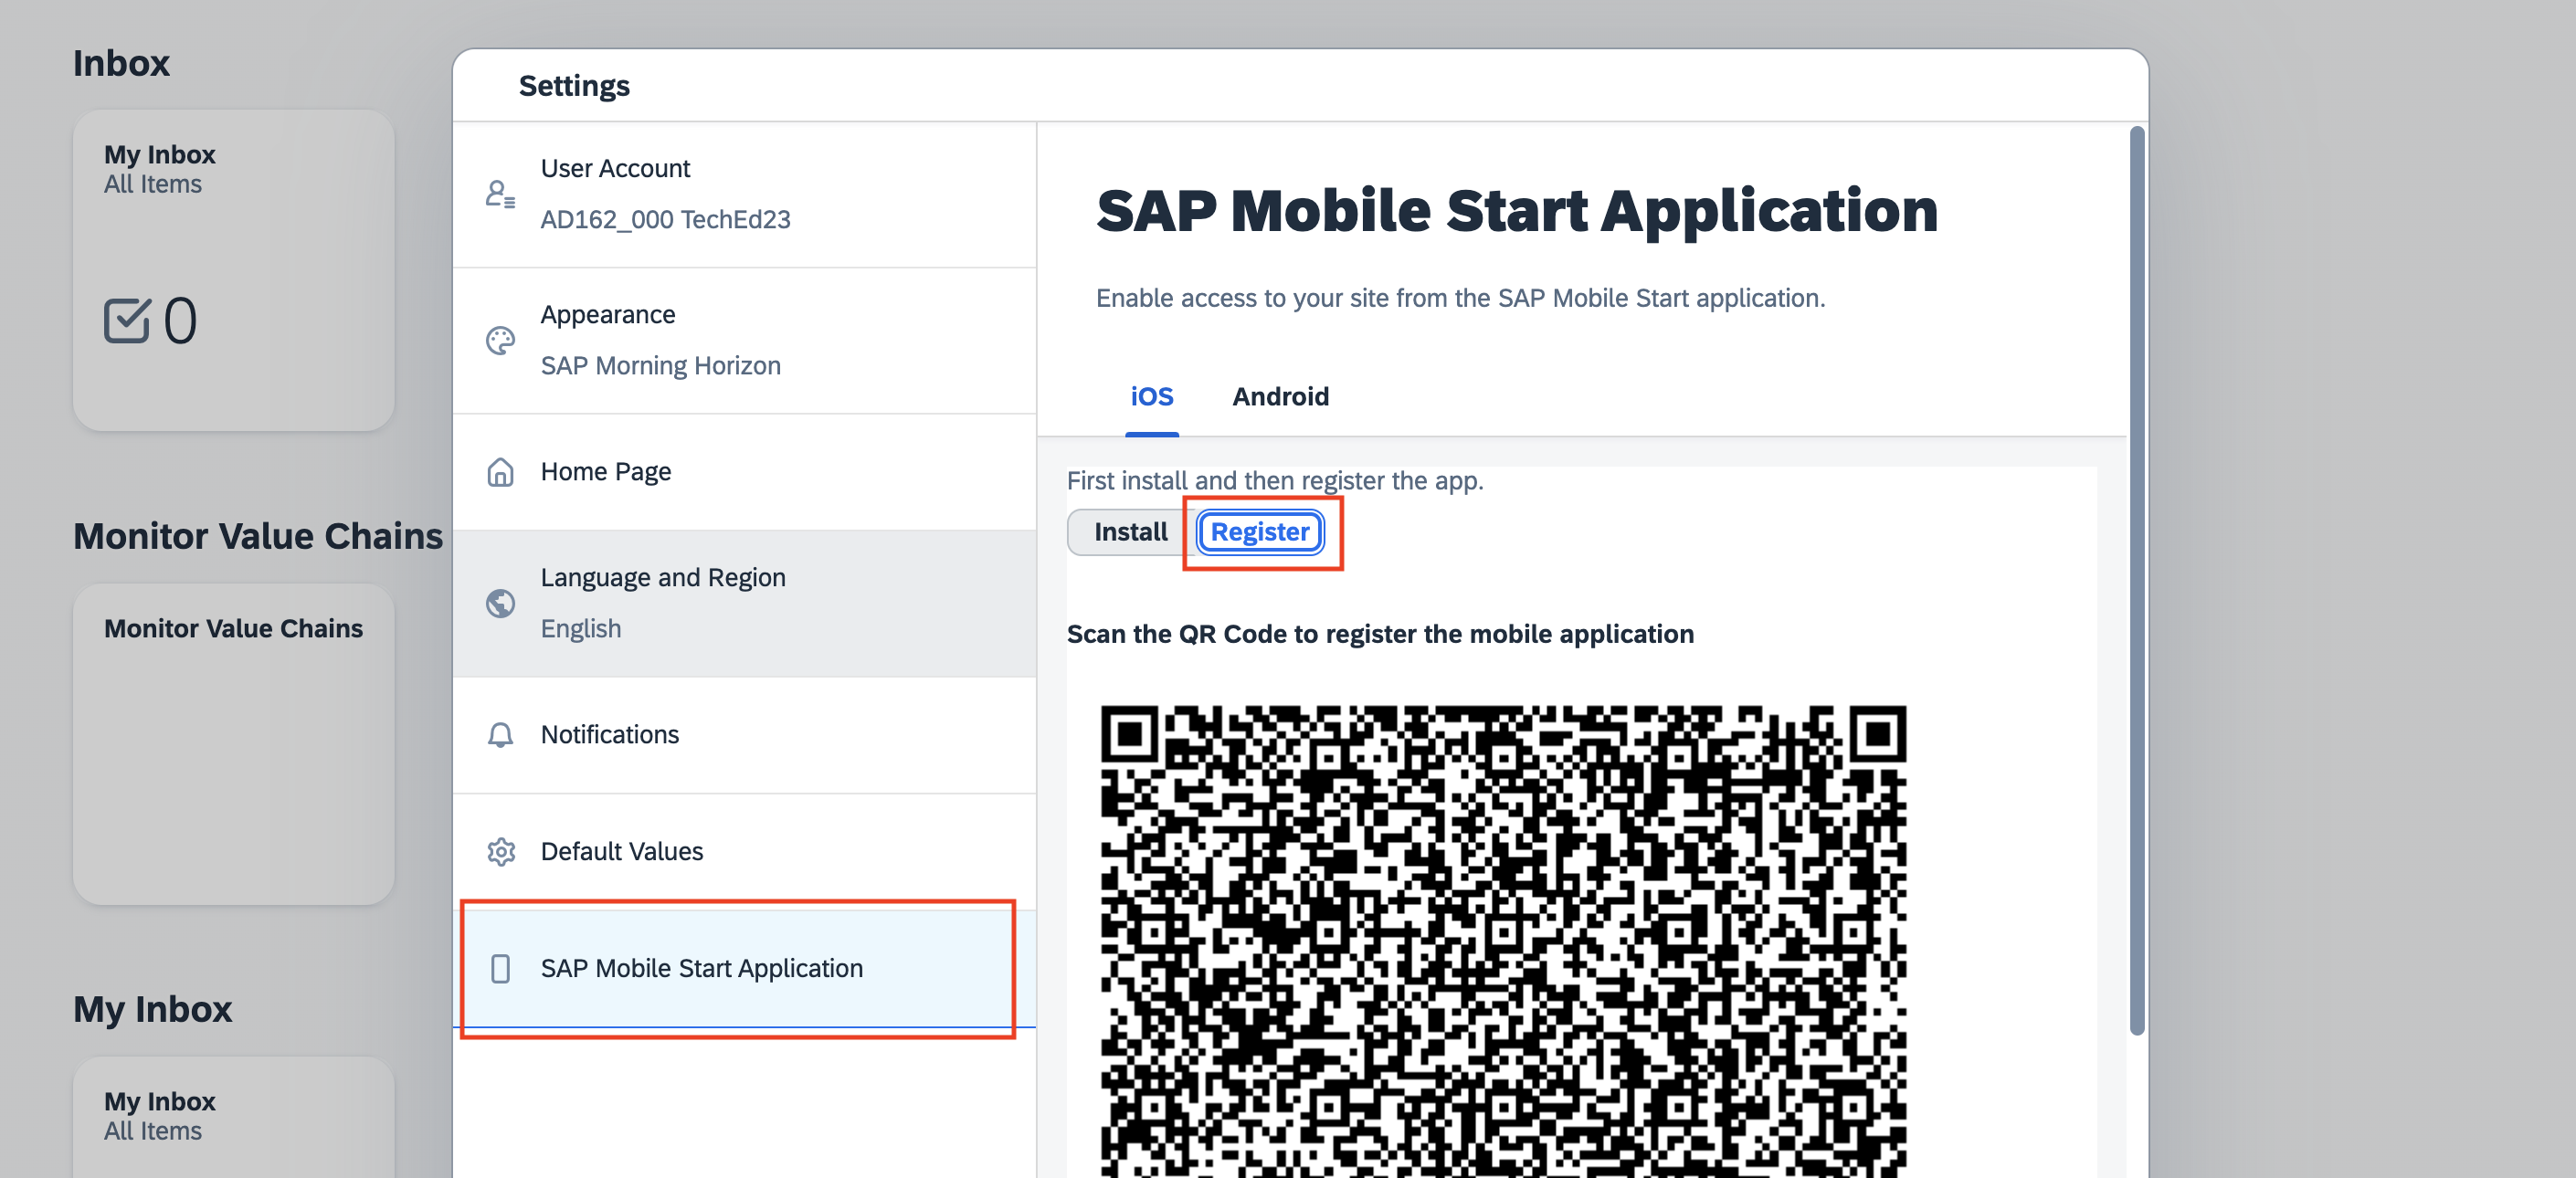 Inbox
My Inbox
All Items
0
Monitor Value Chains
Monitor Value Chains
My Inbox
My Inbox
All Items
Settings
User Account
AD162_000 TechEd23
Appearance
SAP Morning Horizon
Home Page
Language and Region
English
Notifications
Default Values
SAP Mobile Start Application
SAP Mobile Start Application
Enable access to your site from the SAP Mobile Start application.
iOS Android
First install and then register the app.
Install Register
Scan the QR Code to register the mobile application